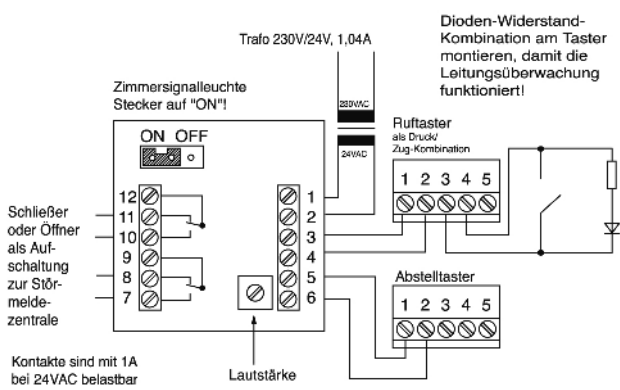 Trafo 230V/24V, 1,04A
Dioden-Widerstand-
Kombination am Taster
montieren, damit die
Leitungsüberwachung
funktioniert!
Zimmersignalleuchte
Stecker auf "ON"!
ON OFF
230VAC
24VAC
Ruftaster
als Druck/
Zug-Kombination
1 2 3 4 5
12
11
10
9
8
7
1
2
3
4
5
6
Schließer
oder Öffner
als Auf-
schaltung
zur Stör-
melde-
zentrale
Abstelltaster
1 2 3 4 5
Kontakte sind mit 1A
bei 24VAC belastbar
Lautstärke